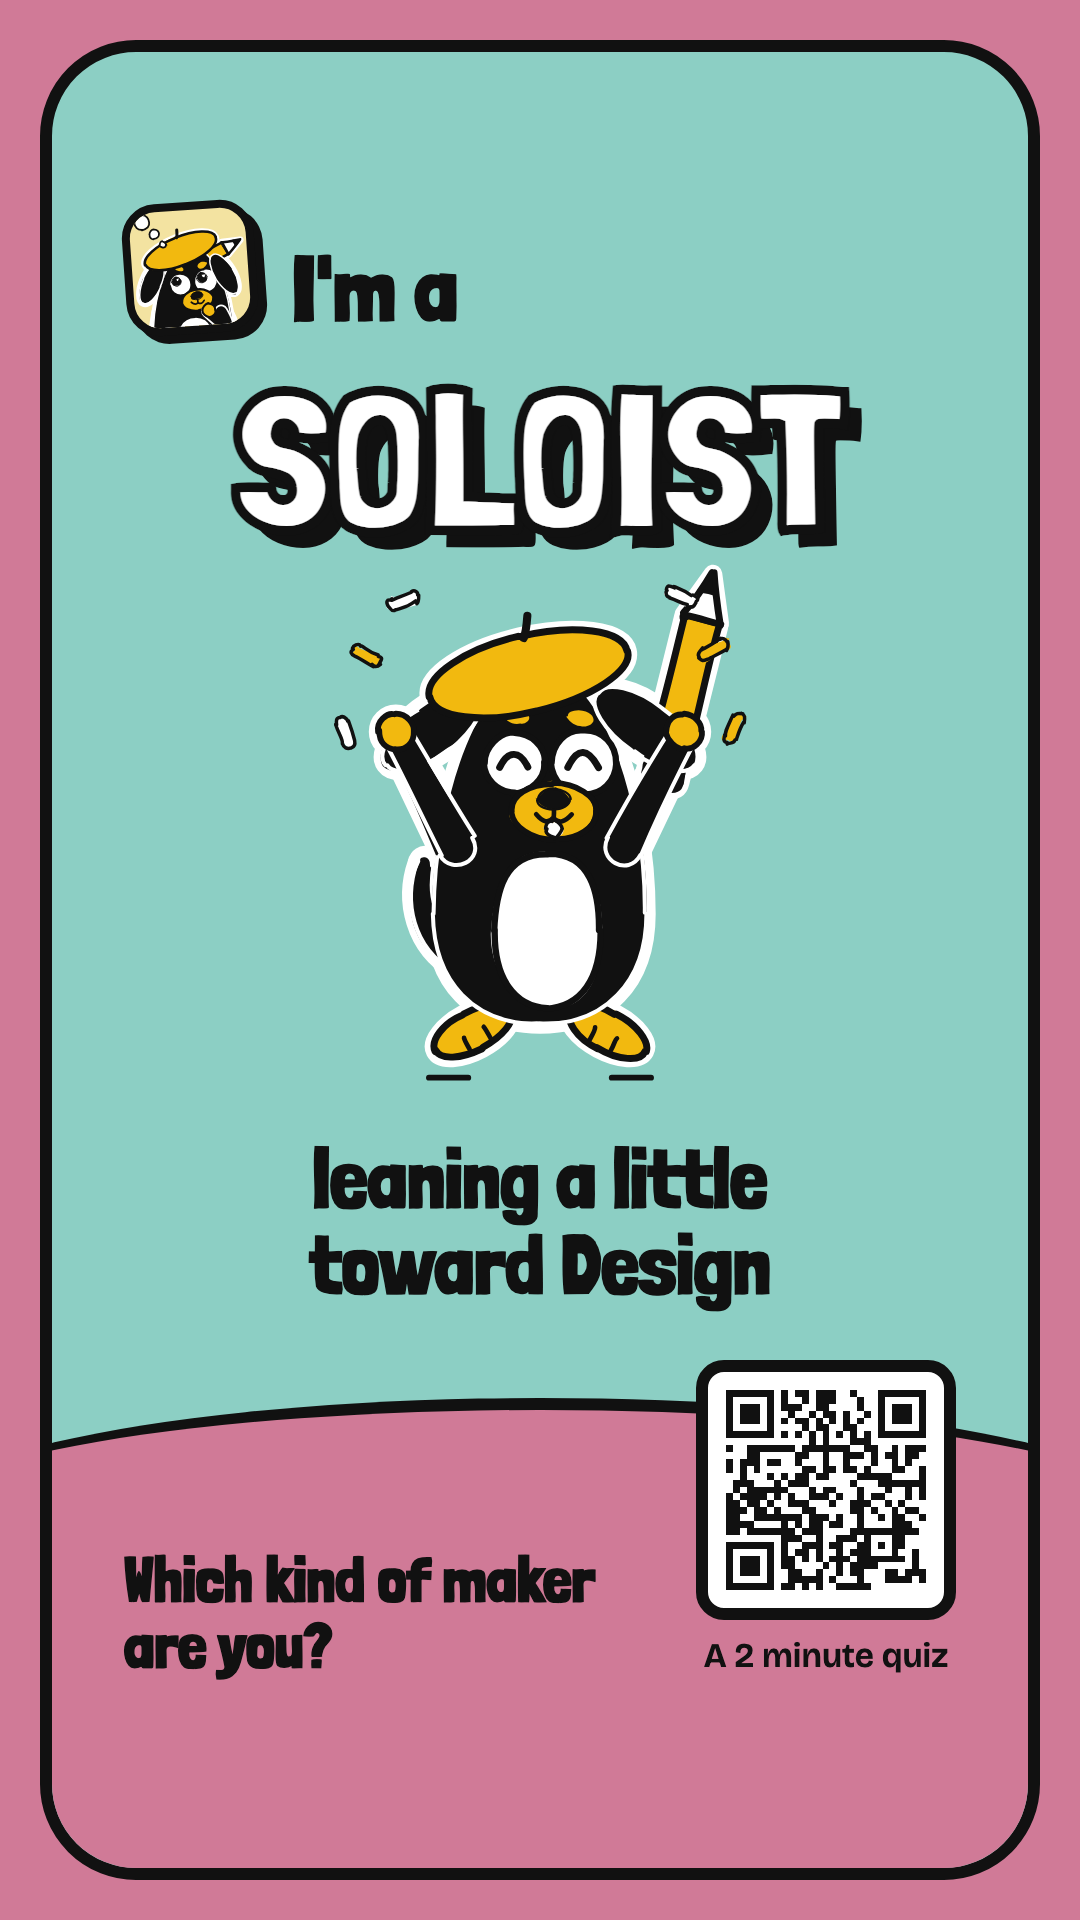 I'm a
SOLOIST
leaning a little
toward Design
Which kind of maker
are you?
A 2 minute quiz